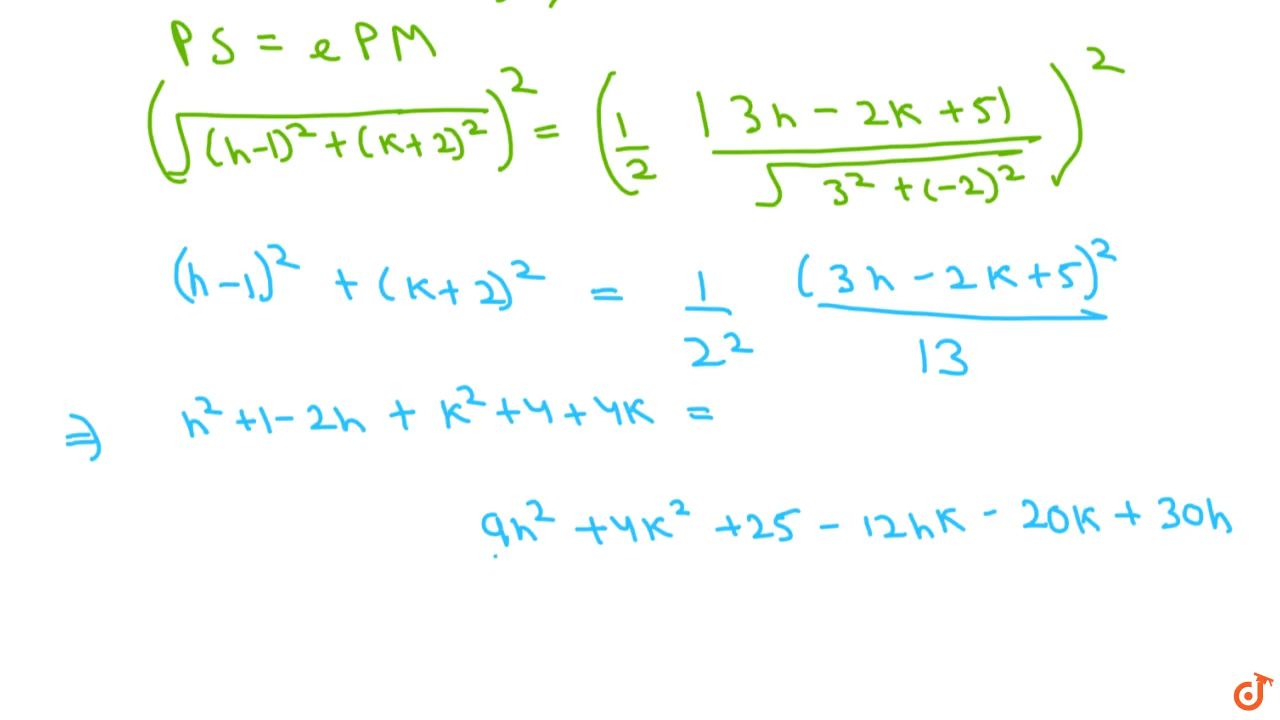 PS = e PM
(√((h-1)² + (k+2)²))² = (1/2 |3h - 2k + 5| / √(3² + (-2)²))²
(h-1)² + (k+2)² = 1/2² (3h - 2k + 5)²/13
⇒ h² + 1 - 2h + k² + 4 + 4k =
9h² + 4k² + 25 - 12hk - 20k + 30h